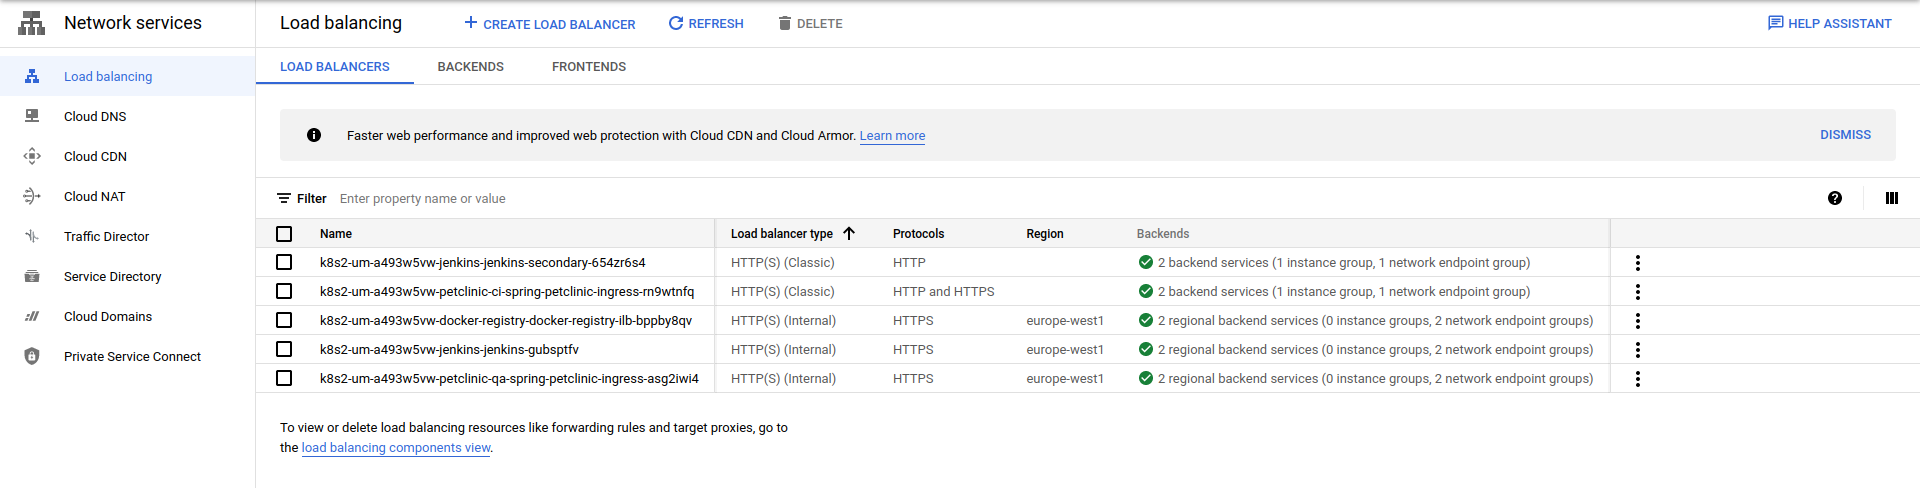 Network services
Load balancing
CREATE LOAD BALANCER
REFRESH
DELETE
HELP ASSISTANT
Load balancing
Cloud DNS
Cloud CDN
Cloud NAT
Traffic Director
Service Directory
Cloud Domains
Private Service Connect
LOAD BALANCERS BACKENDS FRONTENDS
Faster web performance and improved web protection with Cloud CDN and Cloud Armor. Learn more DISMISS
Filter Enter property name or value
Name Load balancer type Protocols Region Backends
k8s2-um-a493w5vw-jenkins-jenkins-secondary-654zr6s4 HTTP(S) (Classic) HTTP 2 backend services (1 instance group, 1 network endpoint group)
k8s2-um-a493w5vw-petclinic-ci-spring-petclinic-ingress-rn9wtnfq HTTP(S) (Classic) HTTP and HTTPS 2 backend services (1 instance group, 1 network endpoint group)
k8s2-um-a493w5vw-docker-registry-docker-registry-ilb-bppby8qv HTTP(S) (Internal) HTTPS europe-west1 2 regional backend services (0 instance groups, 2 network endpoint groups)
k8s2-um-a493w5vw-jenkins-jenkins-gubsptfv HTTP(S) (Internal) HTTPS europe-west1 2 regional backend services (0 instance groups, 2 network endpoint groups)
k8s2-um-a493w5vw-petclinic-qa-spring-petclinic-ingress-asg2iwi4 HTTP(S) (Internal) HTTPS europe-west1 2 regional backend services (0 instance groups, 2 network endpoint groups)
To view or delete load balancing resources like forwarding rules and target proxies, go to
the load balancing components view.